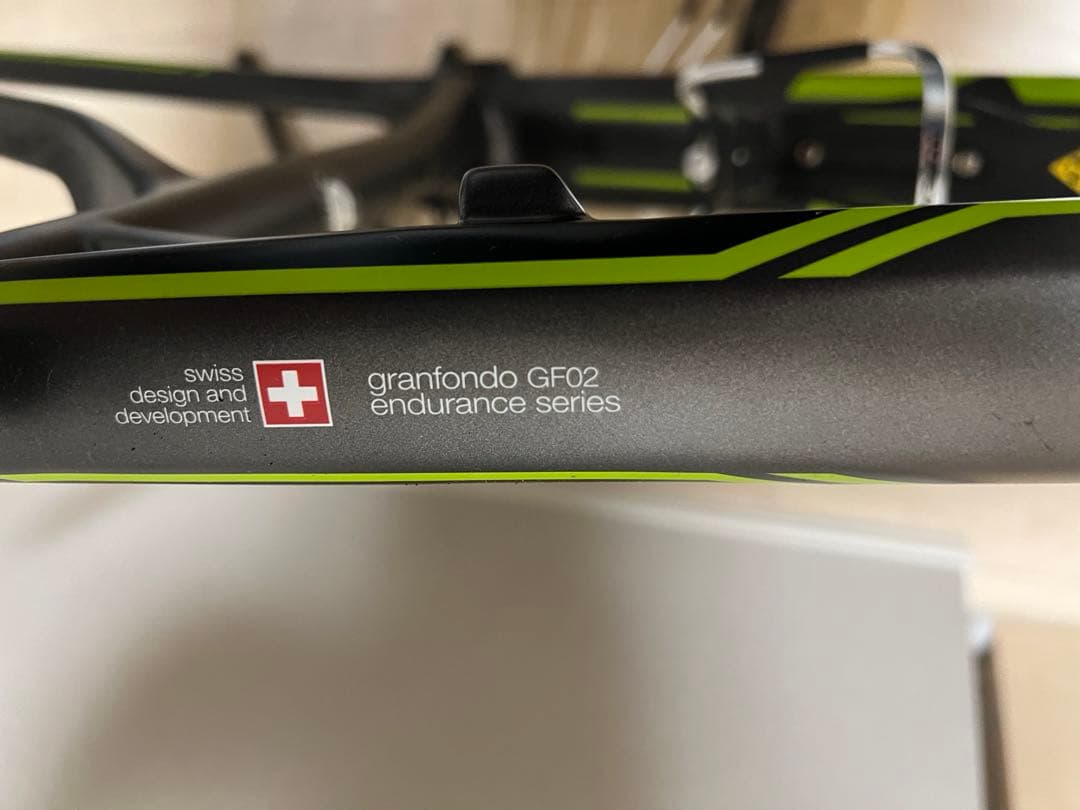 swiss
design and
development
granfondo GF02
endurance series